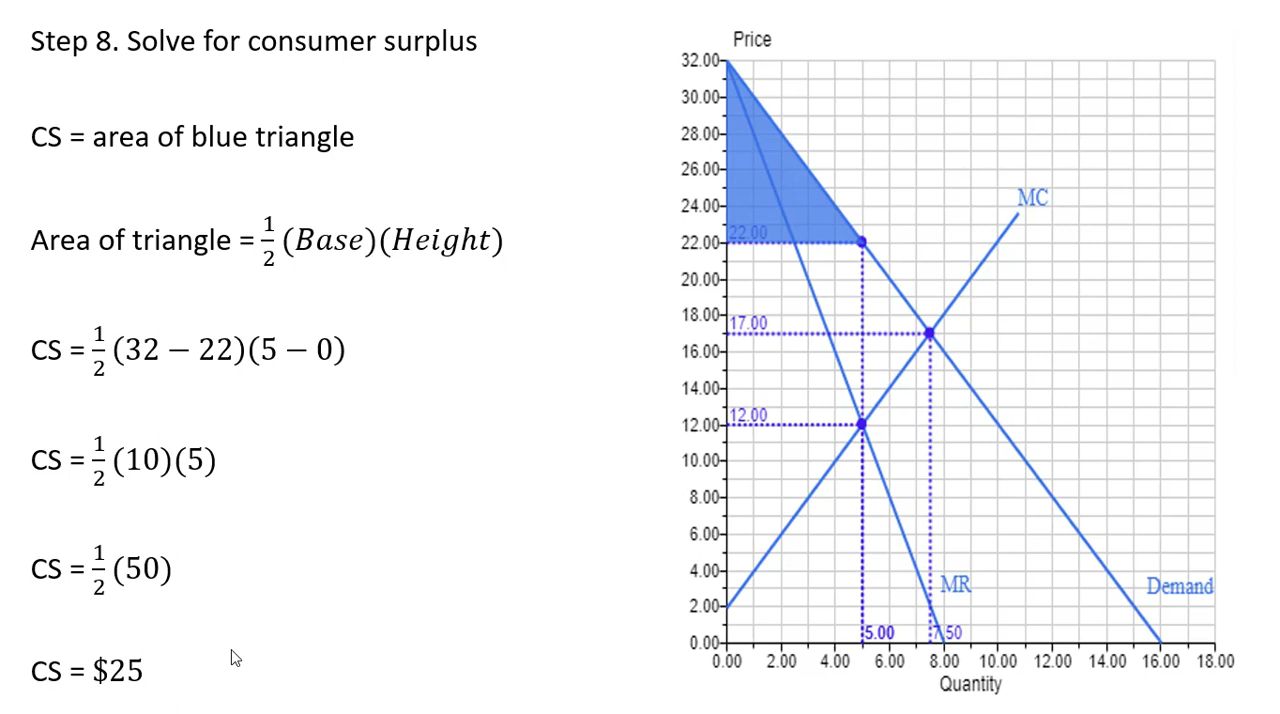 Step 8. Solve for consumer surplus
CS = area of blue triangle
Area of triangle = 1/2 (Base)(Height)
CS = 1/2 (32 − 22)(5 − 0)
CS = 1/2 (10)(5)
CS = 1/2 (50)
CS = $25
Price
32.00
30.00
28.00
26.00
24.00
22.00
20.00
18.00
16.00
14.00
12.00
10.00
8.00
6.00
4.00
2.00
0.00
22.00
17.00
12.00
MC
MR
Demand
5.00
7.50
0.00 2.00 4.00 6.00 8.00 10.00 12.00 14.00 16.00 18.00
Quantity